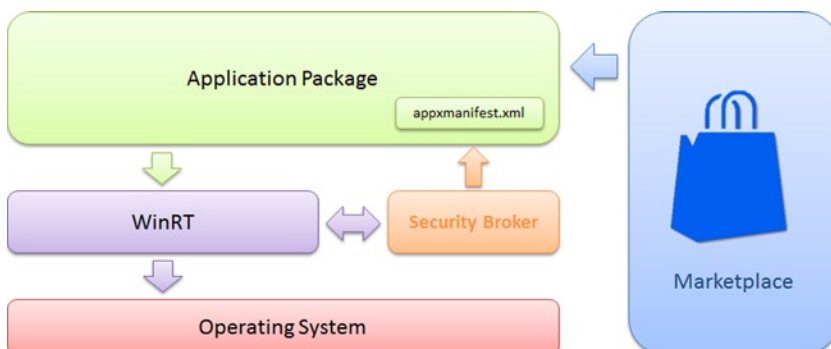 Application Package
appxmanifest.xml
WinRT
Security Broker
Operating System
Marketplace